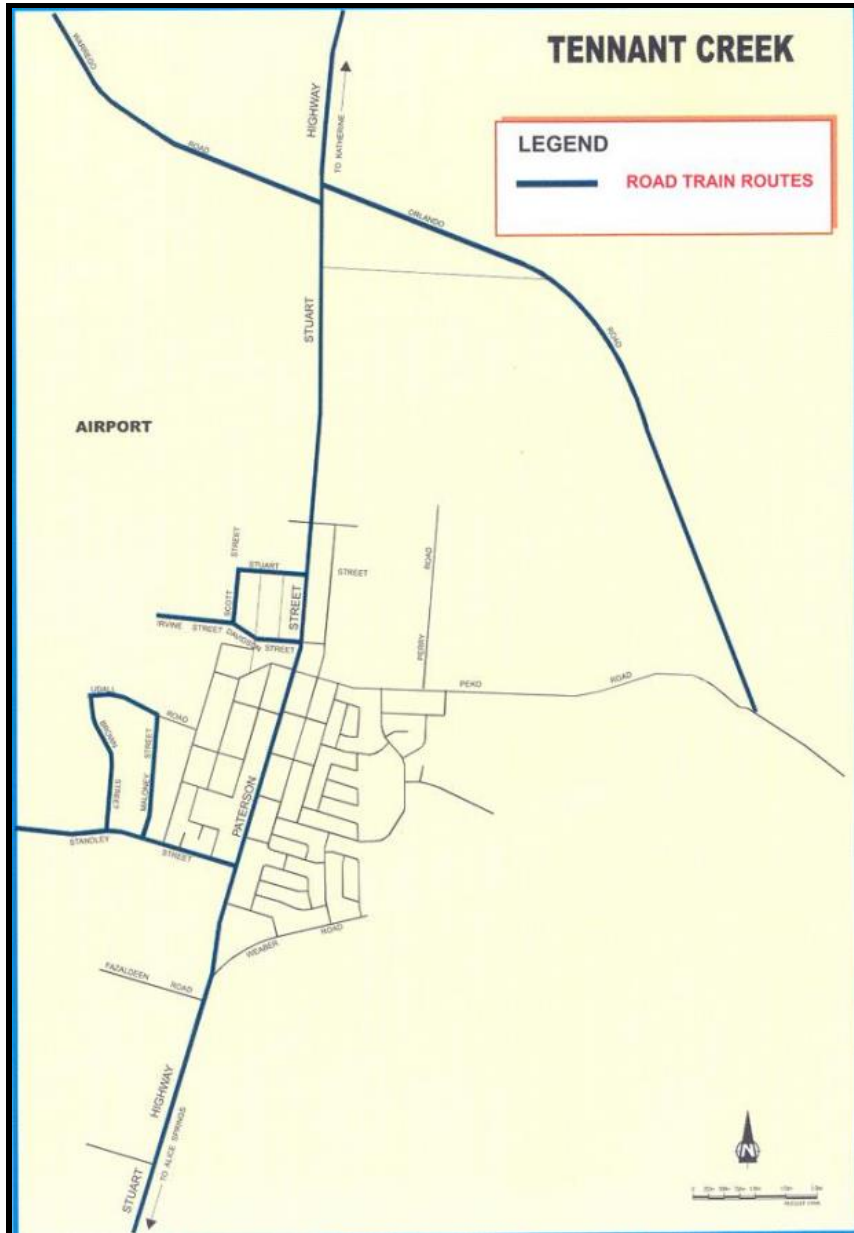 TENNANT CREEK
LEGEND
ROAD TRAIN ROUTES
WARREGO
ROAD
HIGHWAY
TO KATHERINE
ORLANDO
ROAD
STUART
AIRPORT
STREET
STUART
STREET
ROAD
SCOTT
STREET
IRVINE STREET
DAVIDSON
STREET
PERRY
PEKO
ROAD
UDALL
ROAD
BROWN
STREET
STREET
MALONEY
PATERSON
STANDLEY
STREET
WEABER
ROAD
FAZALDEEN
ROAD
HIGHWAY
TO ALICE SPRINGS
STUART
N